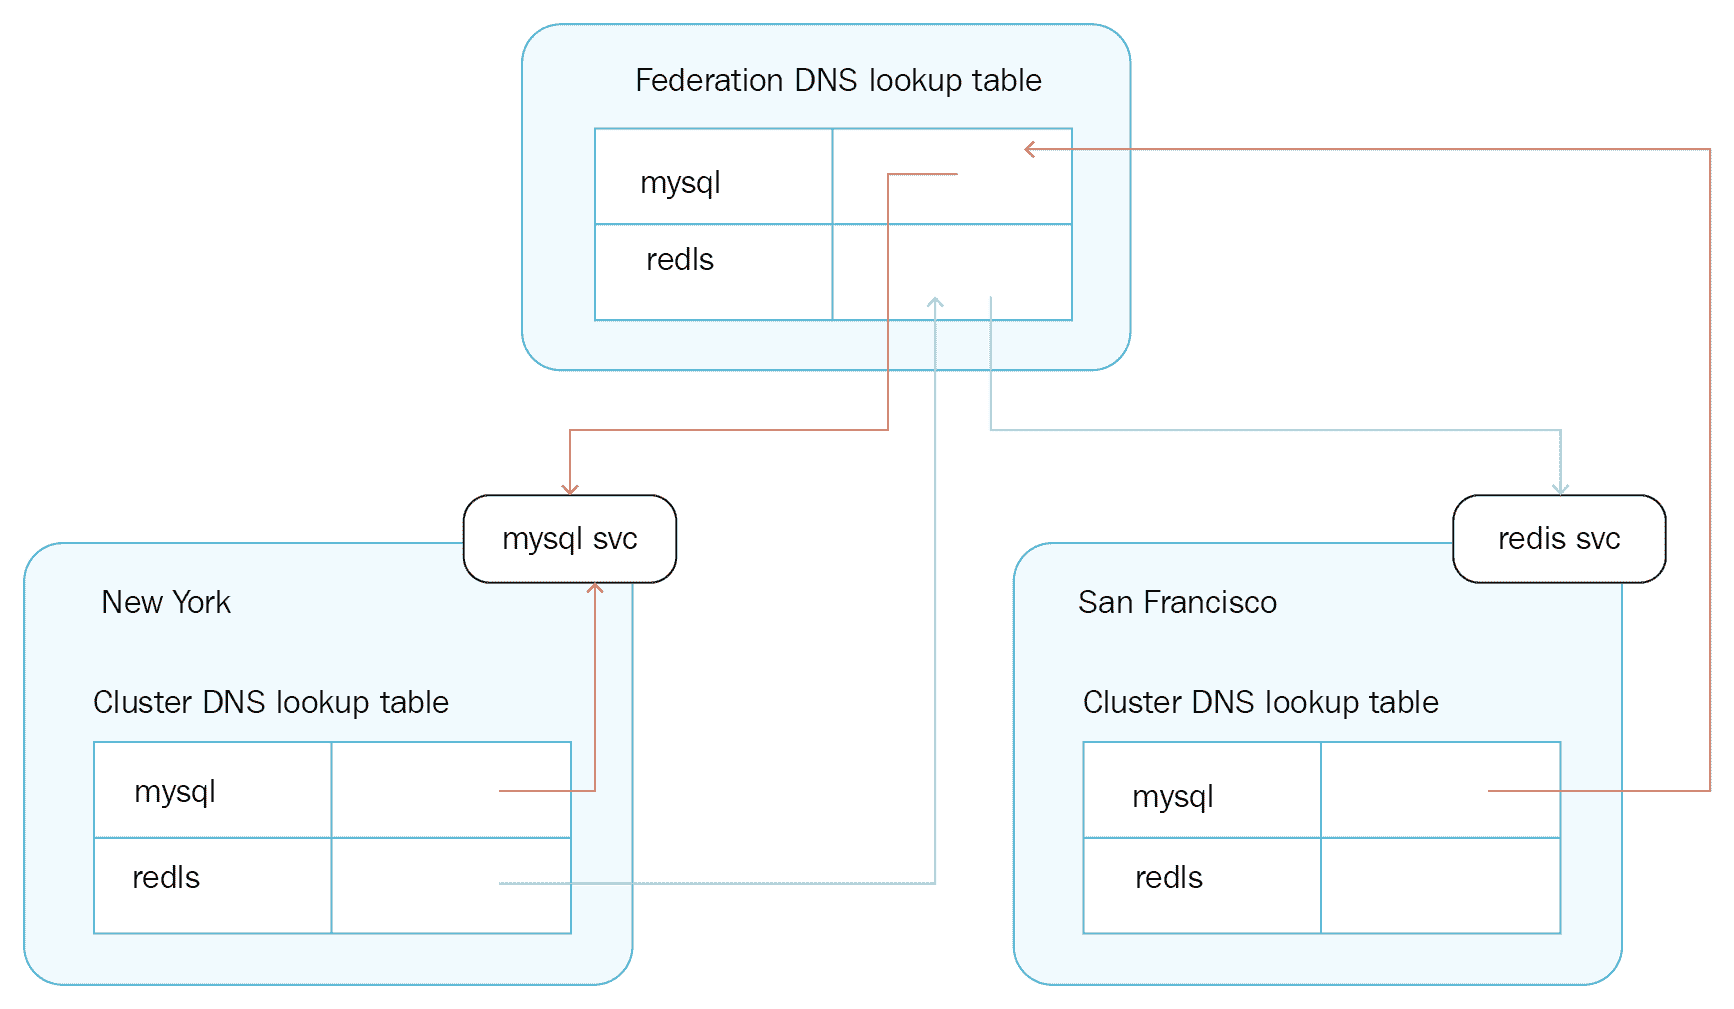 Federation DNS lookup table
mysql
redls
mysql svc
redis svc
New York
San Francisco
Cluster DNS lookup table
Cluster DNS lookup table
mysql
mysql
redls
redls